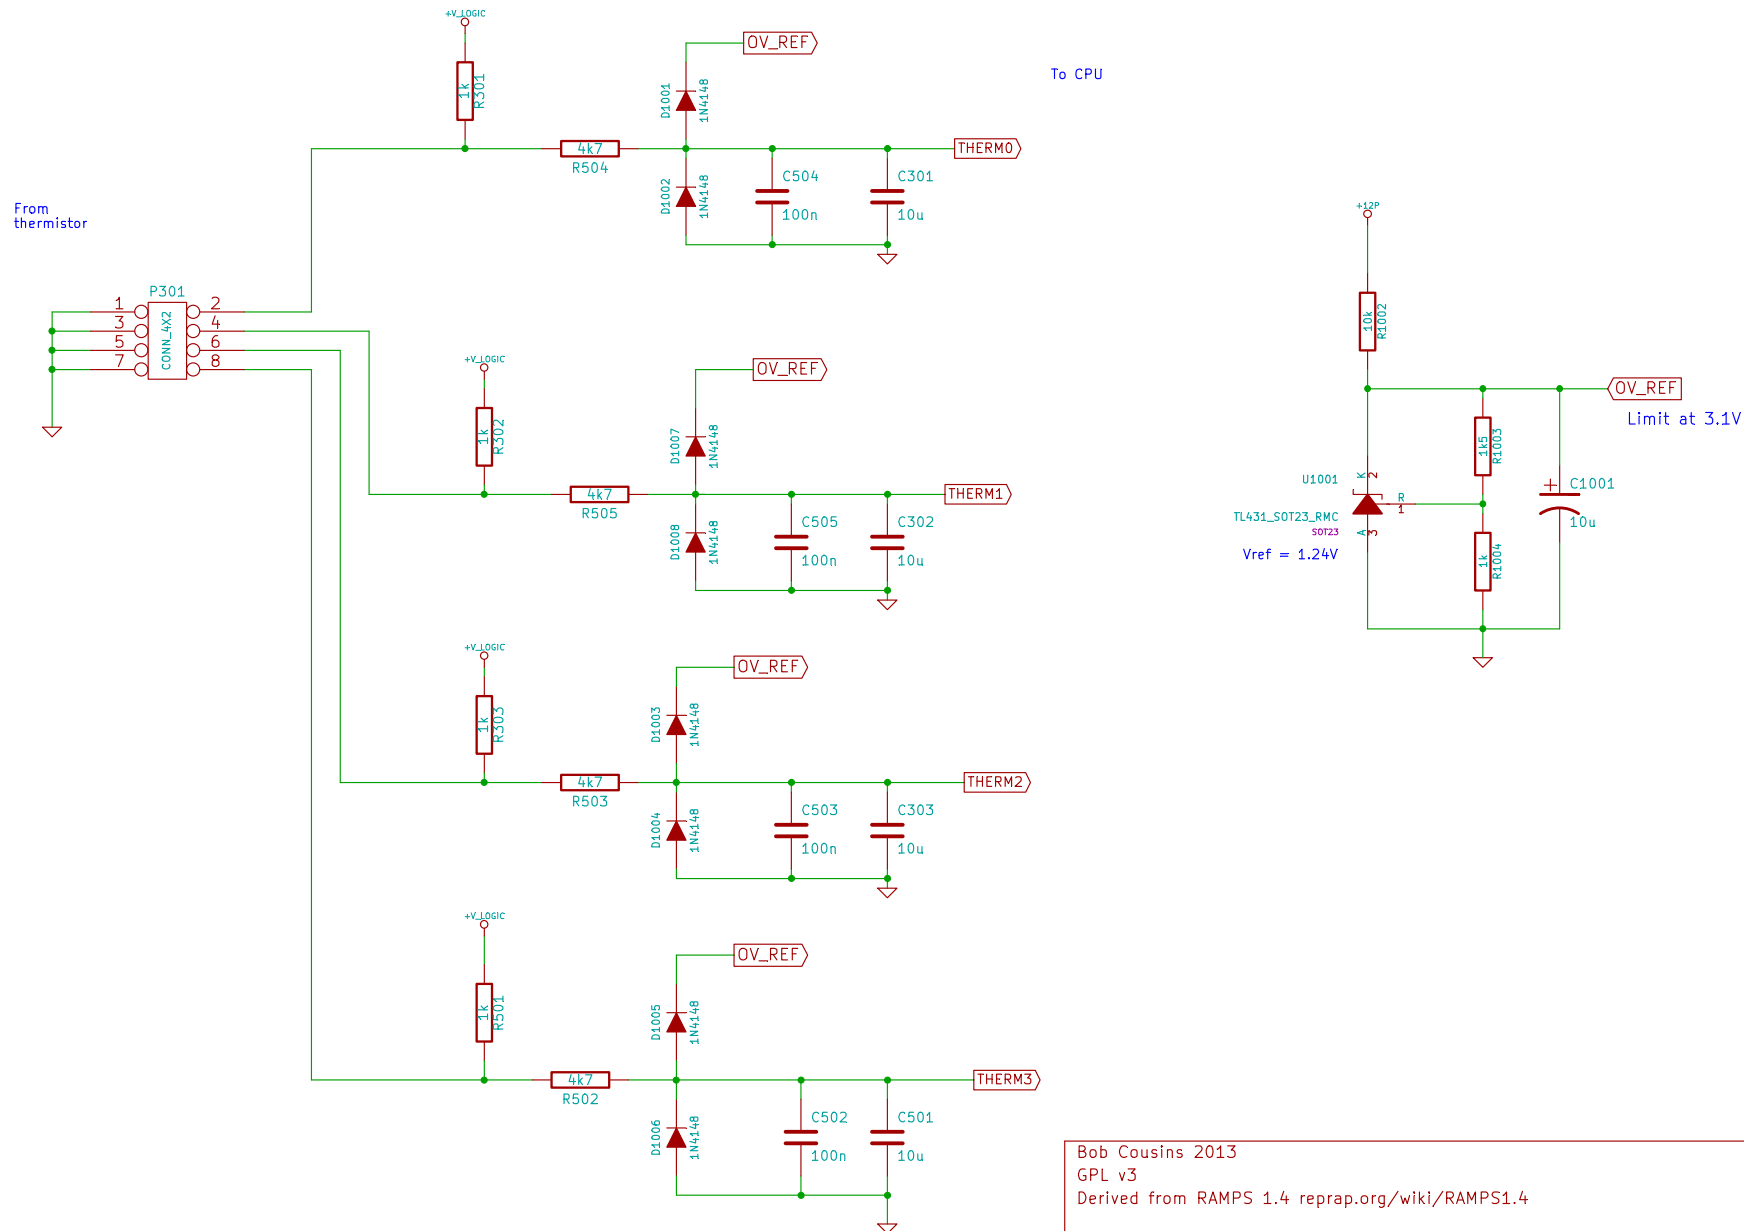 +V_LOGIC
1k
R301
OV_REF
D1001
1N4148
To CPU
4k7
R504
THERM0
D1002
1N4148
C504
100n
C301
10u
From
thermistor
P301
CONN_4X2
1
2
3
4
5
6
7
8
+V_LOGIC
1k
R302
OV_REF
D1007
1N4148
4k7
R505
THERM1
D1008
1N4148
C505
100n
C302
10u
+V_LOGIC
1k
R303
OV_REF
D1003
1N4148
4k7
R503
THERM2
D1004
1N4148
C503
100n
C303
10u
+V_LOGIC
1k
R501
OV_REF
D1005
1N4148
4k7
R502
THERM3
D1006
1N4148
C502
100n
C501
10u
+12P
10k
R1002
OV_REF
Limit at 3.1V
1k5
R1003
U1001
K
2
R
1
A
3
TL431_SOT23_RMC
SOT23
Vref = 1.24V
1k
R1004
C1001
10u
Bob Cousins 2013
GPL v3
Derived from RAMPS 1.4 reprap.org/wiki/RAMPS1.4